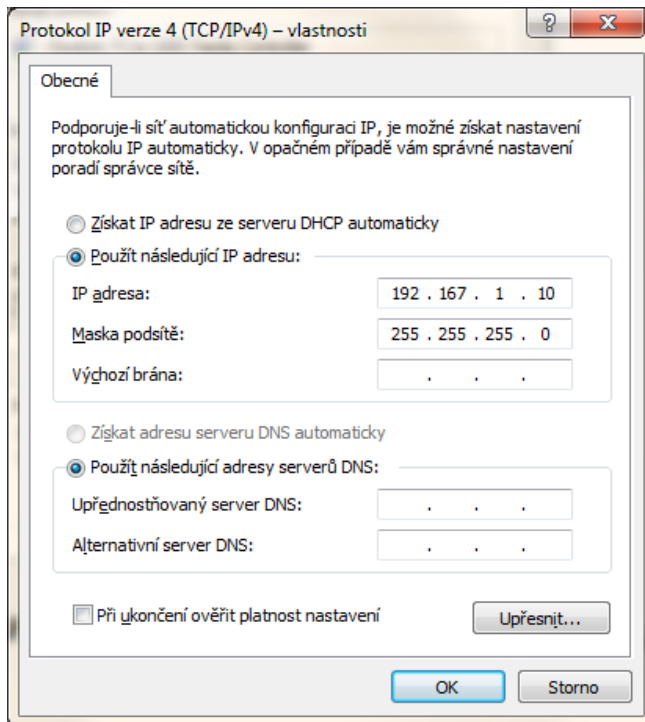 Protokol IP verze 4 (TCP/IPv4) – vlastnosti
Obecné
Podporuje-li síť automatickou konfiguraci IP, je možné získat nastavení
protokolu IP automaticky. V opačném případě vám správné nastavení
poradí správce sítě.
Získat IP adresu ze serveru DHCP automaticky
Použít následující IP adresu:
IP adresa: 192 . 167 . 1 . 10
Maska podsítě: 255 . 255 . 255 . 0
Výchozí brána: . . .
Získat adresu serveru DNS automaticky
Použít následující adresy serverů DNS:
Upřednostňovaný server DNS: . . .
Alternativní server DNS: . . .
Při ukončení ověřit platnost nastavení
Upřesnit...
OK Storno